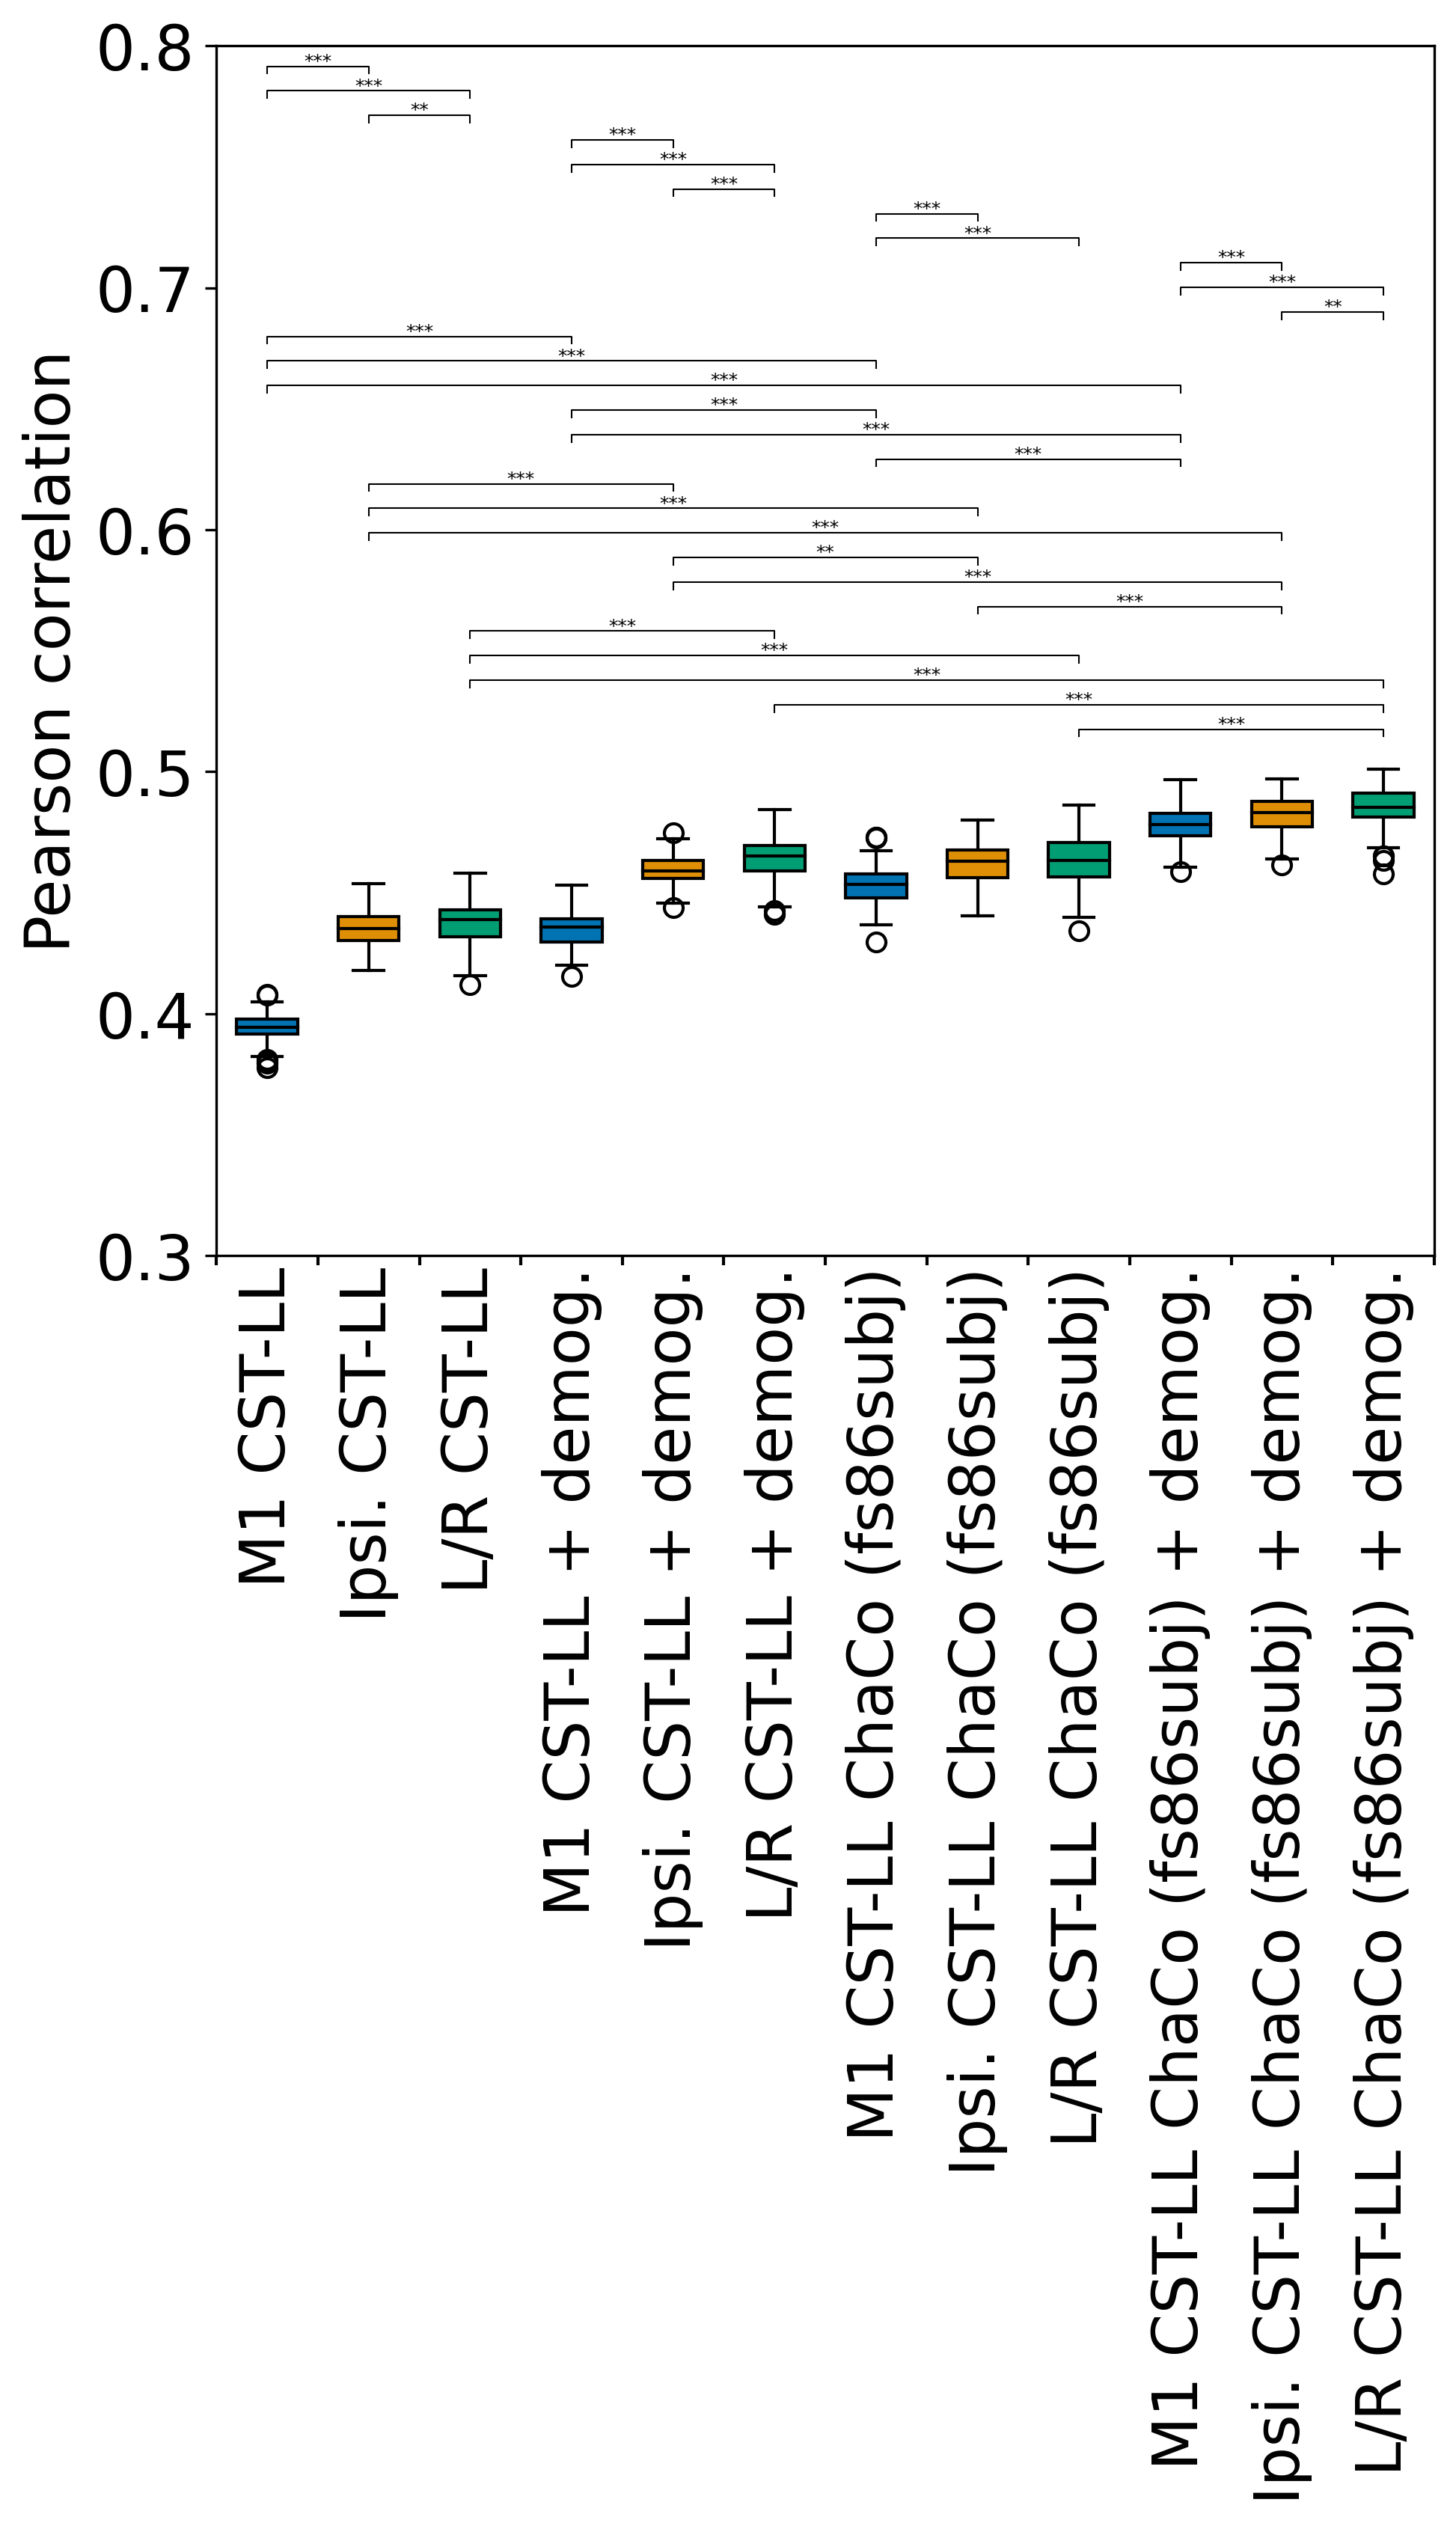 Pearson correlation
0.8
0.7
0.6
0.5
0.4
0.3
***
***
**
***
***
***
***
***
***
***
**
***
***
***
***
***
***
***
***
***
**
***
***
***
***
***
***
***
M1 CST-LL
Ipsi. CST-LL
L/R CST-LL
M1 CST-LL + demog.
Ipsi. CST-LL + demog.
L/R CST-LL + demog.
M1 CST-LL ChaCo (fs86subj)
Ipsi. CST-LL ChaCo (fs86subj)
L/R CST-LL ChaCo (fs86subj)
M1 CST-LL ChaCo (fs86subj) + demog.
Ipsi. CST-LL ChaCo (fs86subj) + demog.
L/R CST-LL ChaCo (fs86subj) + demog.